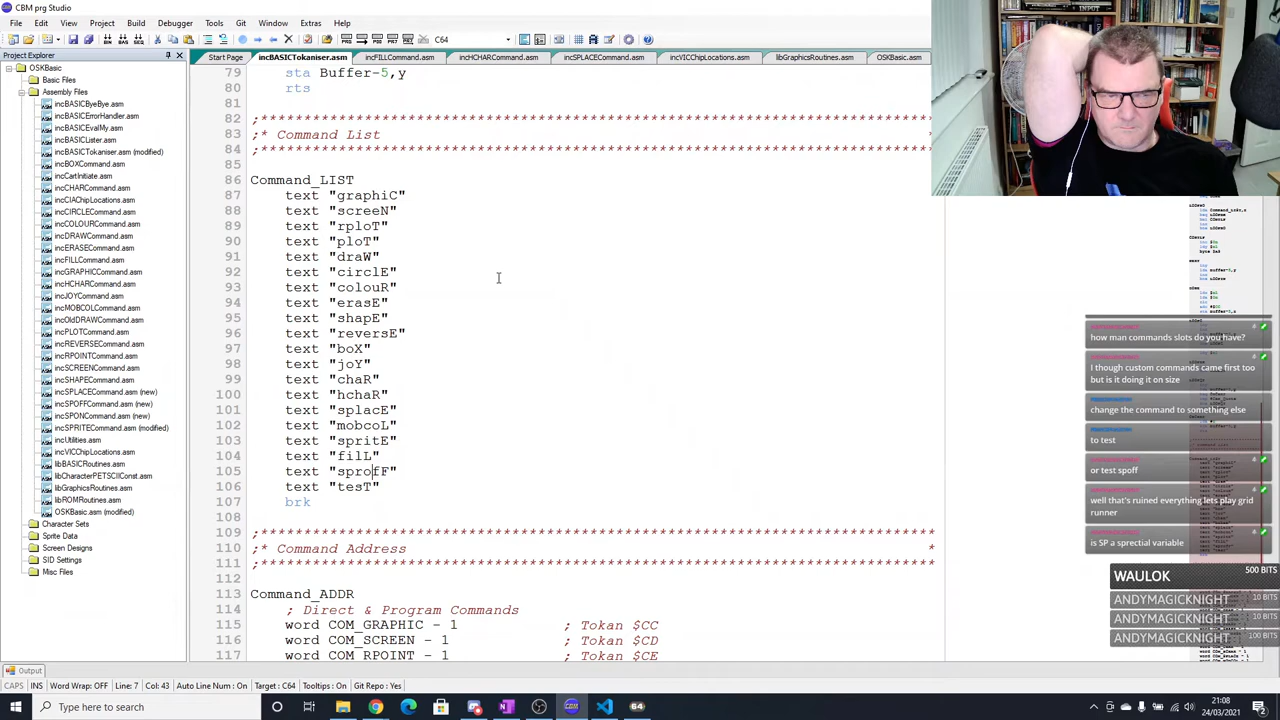 CBM prg Studio
File Edit View Project Build Debugger Tools Git Window Extras Help
C64
Project Explorer
Start Page incBASICTokaniser.asm incFILLCommand.asm incHCHARCommand.asm incSPLACECommand.asm incVICChipLocations.asm libGraphicsRoutines.asm OSKBasic.asm
OSKBasic
Basic Files
Assembly Files
incBASICByeBye.asm
incBASICErrorHandler.asm
incBASICEvalMy.asm
incBASICLister.asm
incBASICTokaniser.asm (modified)
incBOXCommand.asm
incCartInitiate.asm
incCHARCommand.asm
incCIAChipLocations.asm
incCIRCLECommand.asm
incCOLOURCommand.asm
incDRAWCommand.asm
incERASECommand.asm
incFILLCommand.asm
incGRAPHICCommand.asm
incHCHARCommand.asm
incJOYCommand.asm
incMOBCOLCommand.asm
incOldDRAWCommand.asm
incPLOTCommand.asm
incREVERSECommand.asm
incRPOINTCommand.asm
incSCREENCommand.asm
incSHAPECommand.asm
incSPLACECommand.asm (new)
incSPOFFCommand.asm (new)
incSPONCommand.asm (new)
incSPRITECommand.asm (modified)
incUtilities.asm
libBASICRoutines.asm
libCharacterPETSCIIConst.asm
libGraphicsRoutines.asm
libROMRoutines.asm
OSKBasic.asm (modified)
Character Sets
Sprite Data
Screen Designs
SID Settings
Misc Files
79 sta Buffer-5,y
80 rts
81
82 ;*******************************************************************************
83 ;* Command List *
84 ;*******************************************************************************
85
86 Command_LIST
87 text "graphiC"
88 text "screeN"
89 text "rploT"
90 text "ploT"
91 text "draW"
92 text "circlE"
93 text "colouR"
94 text "erasE"
95 text "shapE"
96 text "reversE"
97 text "boX"
98 text "joY"
99 text "chaR"
100 text "hchaR"
101 text "splacE"
102 text "mobcoL"
103 text "spritE"
104 text "filL"
105 text "sprofF"
106 text "tesT"
107 brk
108
109 ;*******************************************************************************
110 ;* Command Address *
111 ;*******************************************************************************
112
113 Command_ADDR
114 ; Direct & Program Commands
115 word COM_GRAPHIC - 1 ; Tokan $CC
116 word COM_SCREEN - 1 ; Tokan $CD
117 word COM_RPOINT - 1 ; Tokan $CE
how man commands slots do you have?
I though custom commands came first too
but is it doing it on size
change the command to something else
to test
or test spoff
well that's ruined everything lets play grid
runner
is SP a sprectial variable
WAULOK 500 BITS
ANDYMAGICKNIGHT 10 BITS
ANDYMAGICKNIGHT 10 BITS
ANDYMAGICKNIGHT 100 BITS
Output
CAPS INS Word Wrap: OFF Line: 7 Col: 43 Auto Line Num : On Target : C64 Tooltips : On Git Repo : Yes
Type here to search
64
21:08
24/03/2021
2